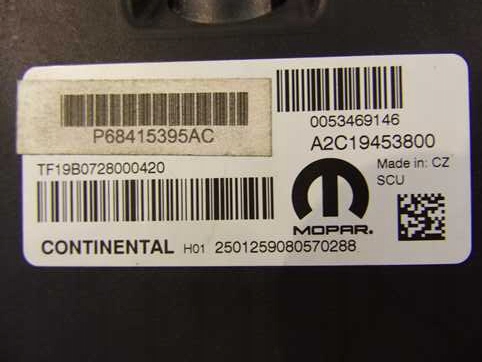 P68415395AC
0053469146
A2C19453800
TF19B0728000420
Made in: CZ
SCU
MOPAR.
CONTINENTAL H01 2501259080570288